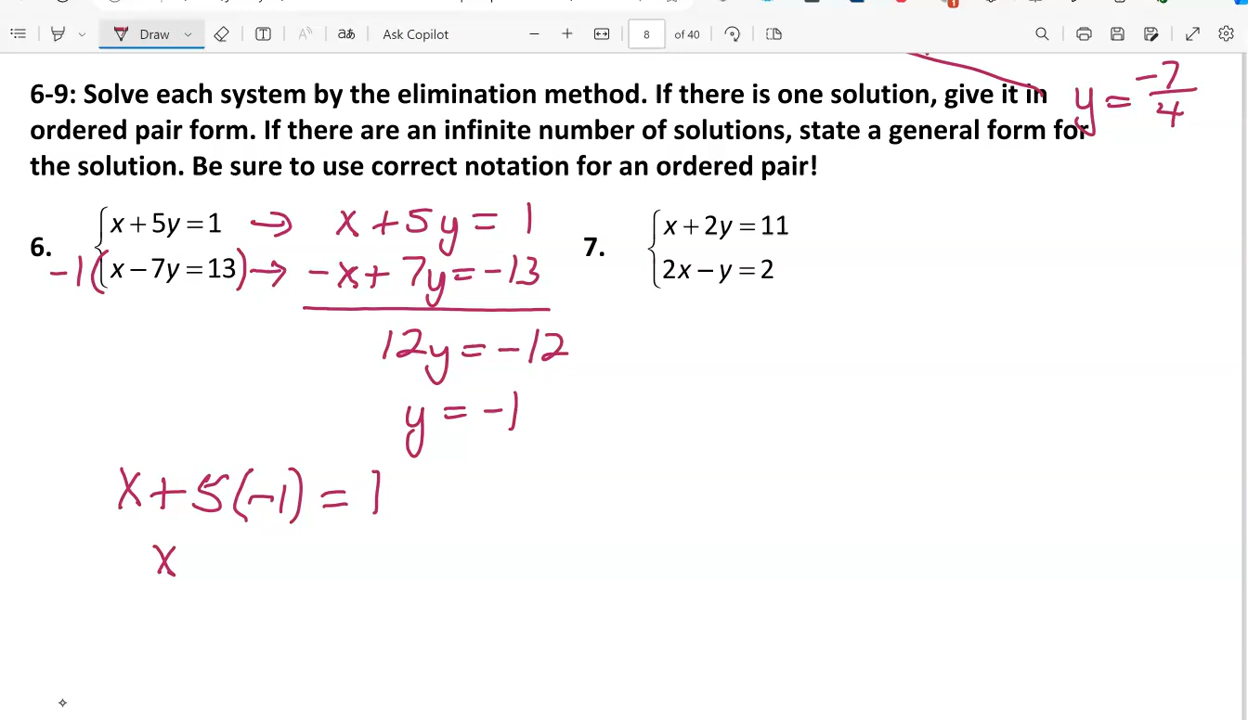 Draw
Ask Copilot
8 of 40
6-9: Solve each system by the elimination method. If there is one solution, give it in
ordered pair form. If there are an infinite number of solutions, state a general form for
the solution. Be sure to use correct notation for an ordered pair!
y = -7/4
6.
x + 5y = 1 → x + 5y = 1
-1(x − 7y = 13) → -x + 7y = -13
12y = -12
y = -1
x + 5(-1) = 1
x
7.
x + 2y = 11
2x − y = 2